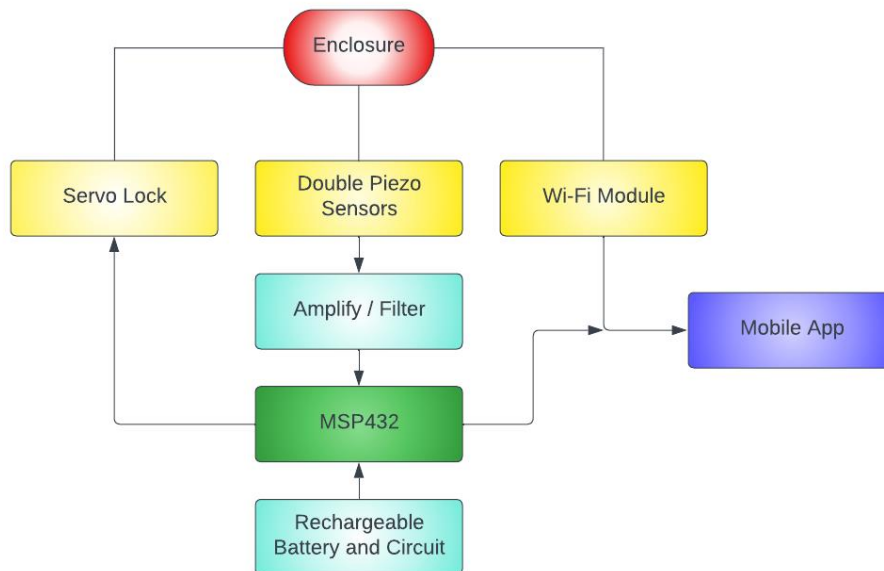 Enclosure
Servo Lock
Double Piezo
Sensors
Wi-Fi Module
Amplify / Filter
Mobile App
MSP432
Rechargeable
Battery and Circuit